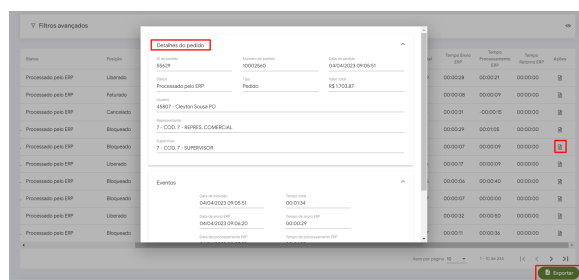 Filtros avançados
Status Posição Tempo Envio ERP Tempo Processamento ERP Tempo Retorno ERP Ações
Processado pelo ERP Liberado 00:00:28 00:00:21 00:00:00
Processado pelo ERP Faturado 00:00:08 00:00:09 00:00:00
Processado pelo ERP Cancelado 00:00:31 -00:00:15 00:00:00
Processado pelo ERP Bloqueado 00:00:29 00:01:05 00:00:00
Processado pelo ERP Bloqueado 00:00:07 00:00:09 00:00:00
Processado pelo ERP Liberado 00:00:17 00:00:09 00:00:00
Processado pelo ERP Bloqueado 00:00:06 00:00:40 00:00:00
Processado pelo ERP Bloqueado 00:00:07 00:00:00 00:00:00
Processado pelo ERP Liberado 00:00:32 00:00:50 00:00:00
Processado pelo ERP Bloqueado 00:00:11 00:00:36 00:00:00
Detalhes do pedido
ID do pedido Número do pedido Data do pedido
55629 10002560 04/04/2023 09:05:51
Status Tipo Valor total
Processado pelo ERP Pedido R$ 1.703,87
Usuário
45807 - Cleyton Sousa PD
Representante
7 - COD. 7 - REPRES. COMERCIAL
Supervisor
7 - COD. 7 - SUPERVISOR
Eventos
Data de inclusão Tempo total
04/04/2023 09:05:51 00:01:34
Data de envio ERP Tempo de envio ERP
04/04/2023 09:06:20 00:00:29
Data de processamento ERP Tempo de processamento ERP
Itens por página 10
Exportar